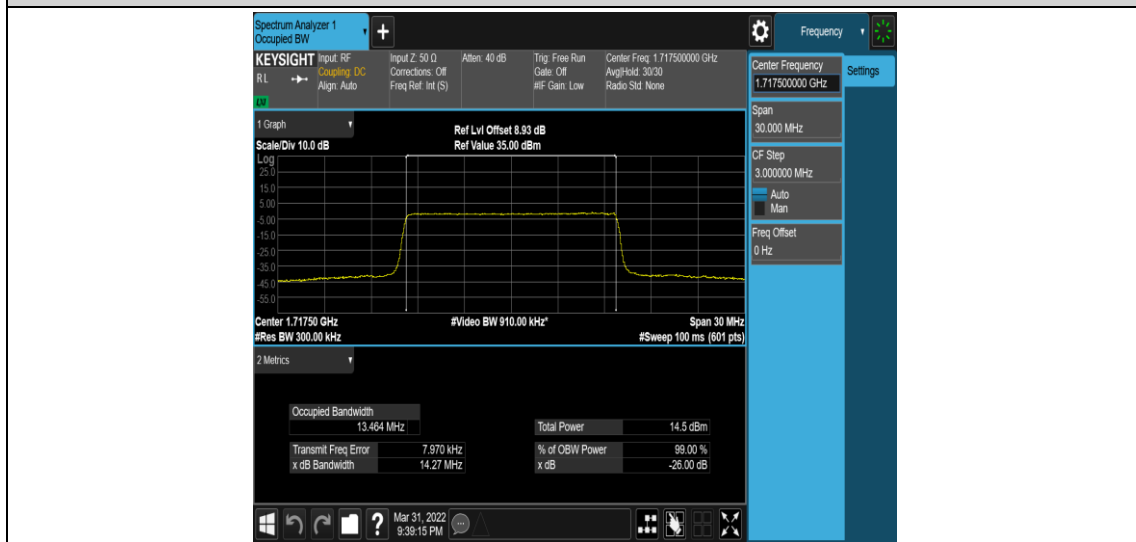 Spectrum Analyzer 1
Occupied BW
+
Frequency
KEYSIGHT Input: RF Input Z: 50 Ω Atten: 40 dB Trig: Free Run Center Freq: 1.717500000 GHz
RL Coupling: DC Corrections: Off Gate: Off Avg|Hold: 30/30
Align: Auto Freq Ref: Int (S) #IF Gain: Low Radio Std: None
LXI
Center Frequency
1.717500000 GHz
Settings
Span
30.000 MHz
CF Step
3.000000 MHz
Auto
Man
Freq Offset
0 Hz
1 Graph
Ref Lvl Offset 8.93 dB
Scale/Div 10.0 dB Ref Value 35.00 dBm
Log
25.0
15.0
5.00
-5.00
-15.0
-25.0
-35.0
-45.0
-55.0
Center 1.71750 GHz #Video BW 910.00 kHz* Span 30 MHz
#Res BW 300.00 kHz #Sweep 100 ms (601 pts)
2 Metrics
Occupied Bandwidth
13.464 MHz Total Power 14.5 dBm
Transmit Freq Error 7.970 kHz % of OBW Power 99.00 %
x dB Bandwidth 14.27 MHz x dB -26.00 dB
?
Mar 31, 2022
9:39:15 PM